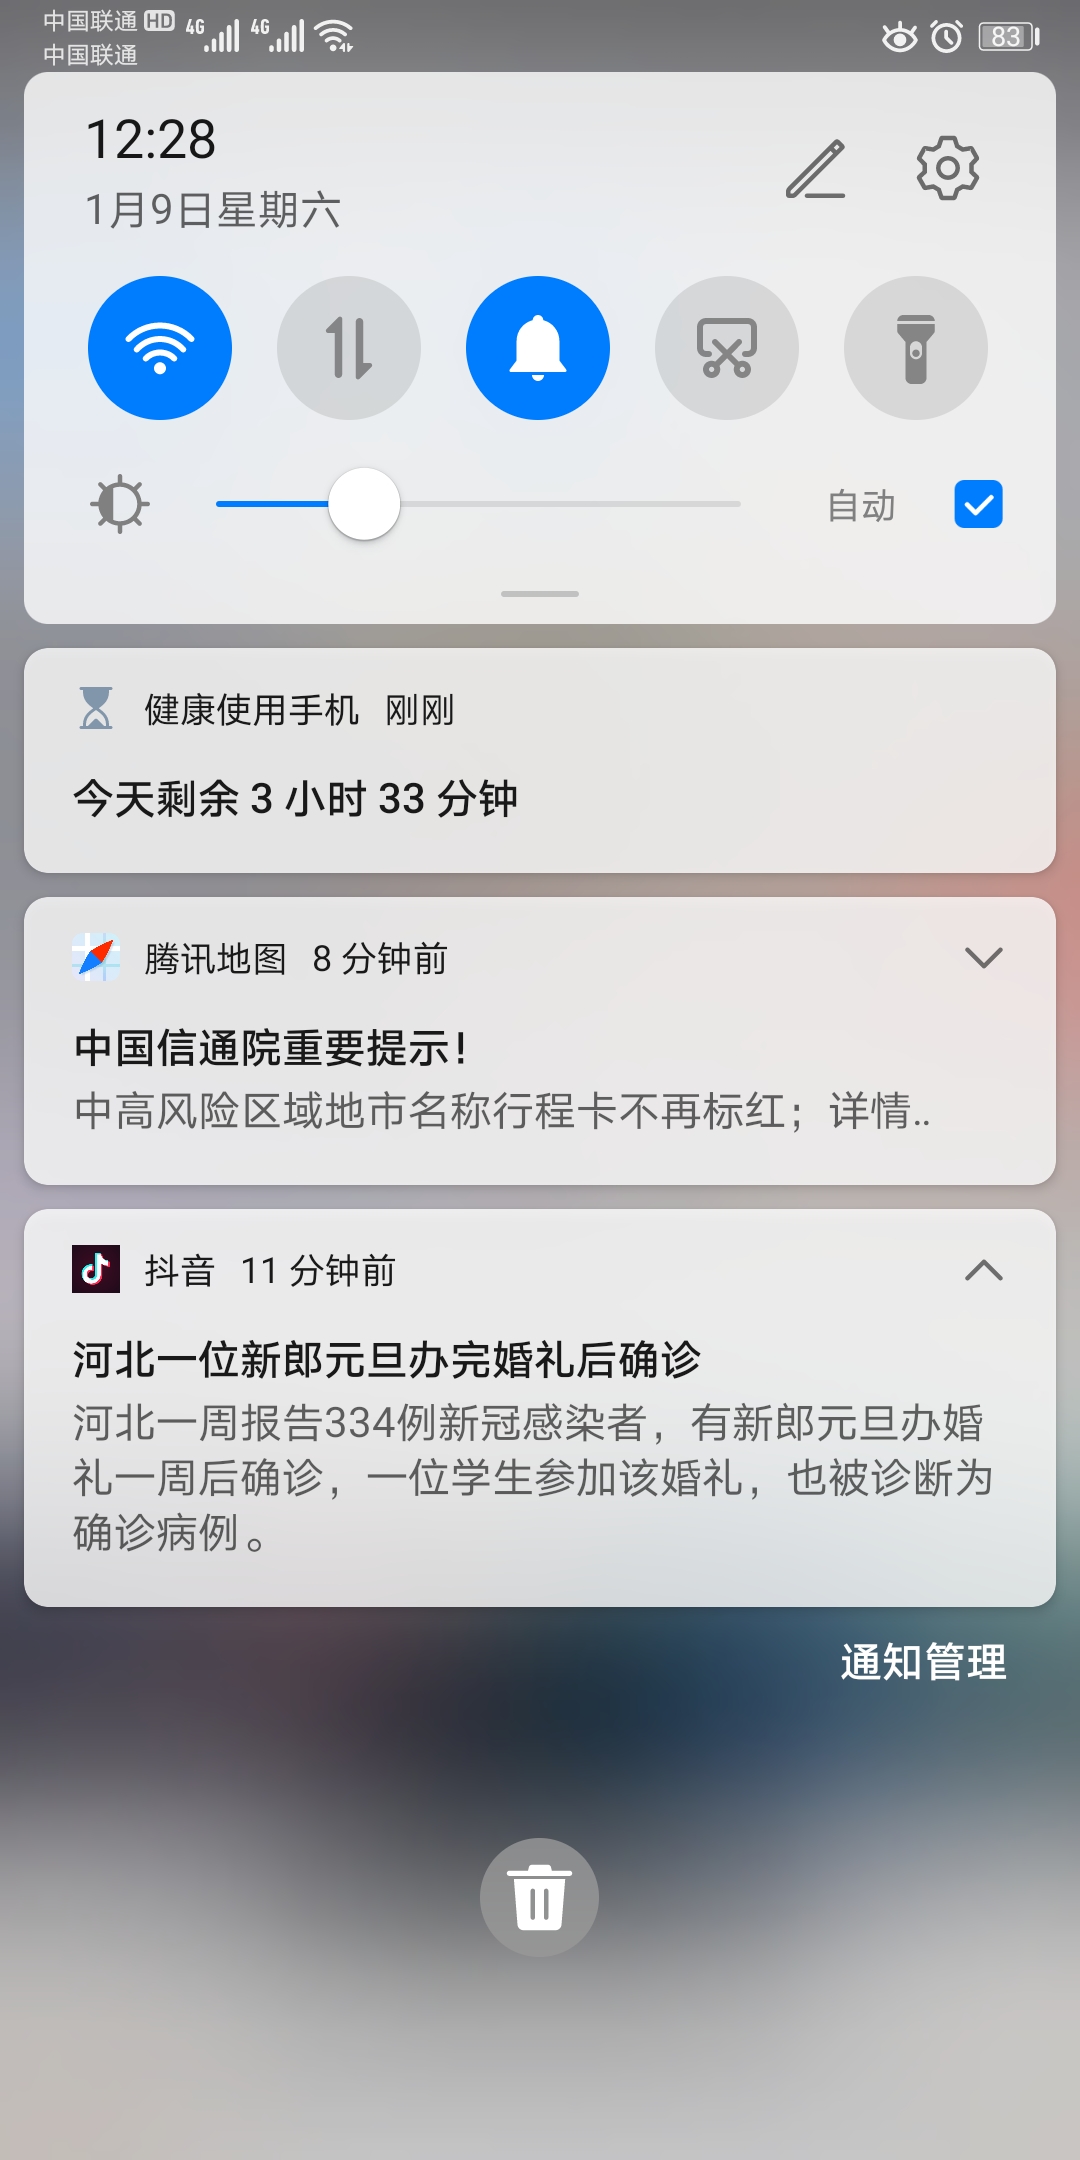 中国联通 HD 4G 4G
中国联通
83
12:28
1月9日星期六
自动
健康使用手机 刚刚
今天剩余 3 小时 33 分钟
腾讯地图 8 分钟前
中国信通院重要提示！
中高风险区域地市名称行程卡不再标红；详情..
抖音 11 分钟前
河北一位新郎元旦办完婚礼后确诊
河北一周报告334例新冠感染者，有新郎元旦办婚
礼一周后确诊，一位学生参加该婚礼，也被诊断为
确诊病例。
通知管理